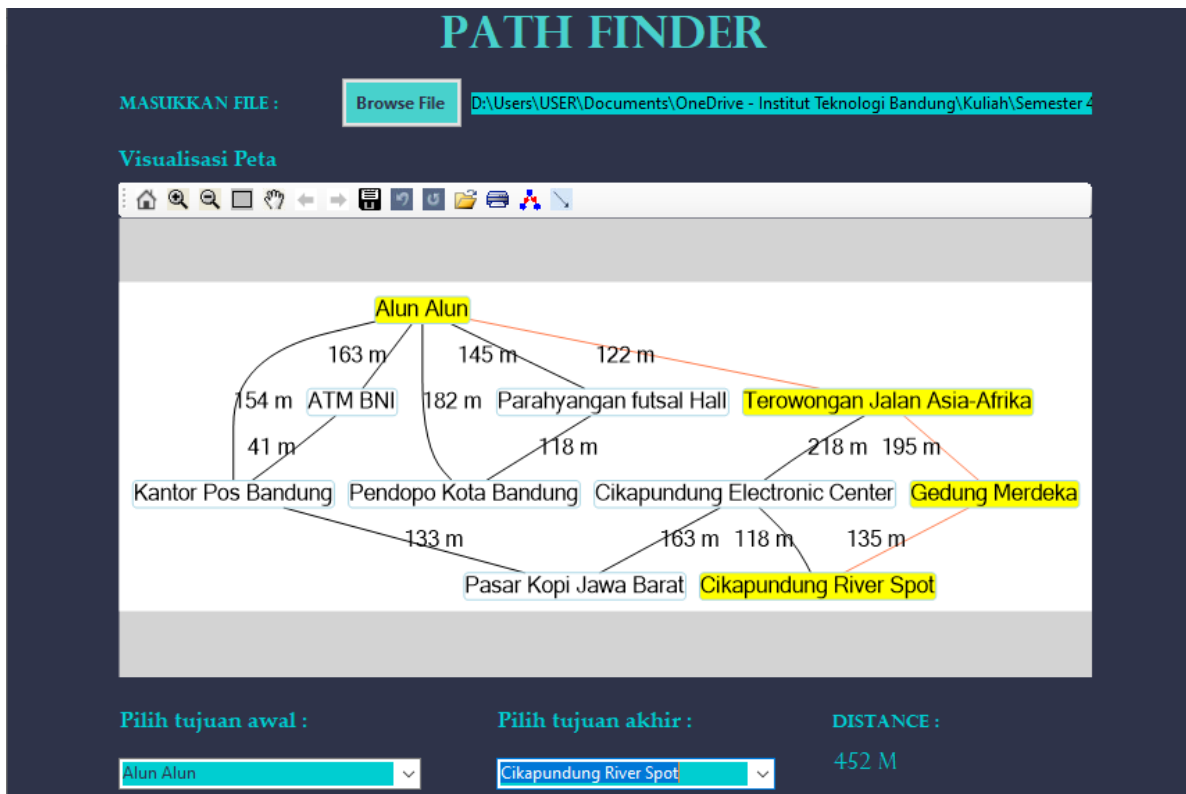 PATH FINDER
MASUKKAN FILE :
Browse File
D:\Users\USER\Documents\OneDrive - Institut Teknologi Bandung\Kuliah\Semester 4
Visualisasi Peta
Alun Alun
163 m 145 m 122 m
154 m ATM BNI 182 m Parahyangan futsal Hall Terowongan Jalan Asia-Afrika
41 m 118 m 218 m 195 m
Kantor Pos Bandung Pendopo Kota Bandung Cikapundung Electronic Center Gedung Merdeka
133 m 163 m 118 m 135 m
Pasar Kopi Jawa Barat Cikapundung River Spot
Pilih tujuan awal : Pilih tujuan akhir : DISTANCE :
Alun Alun Cikapundung River Spot 452 M